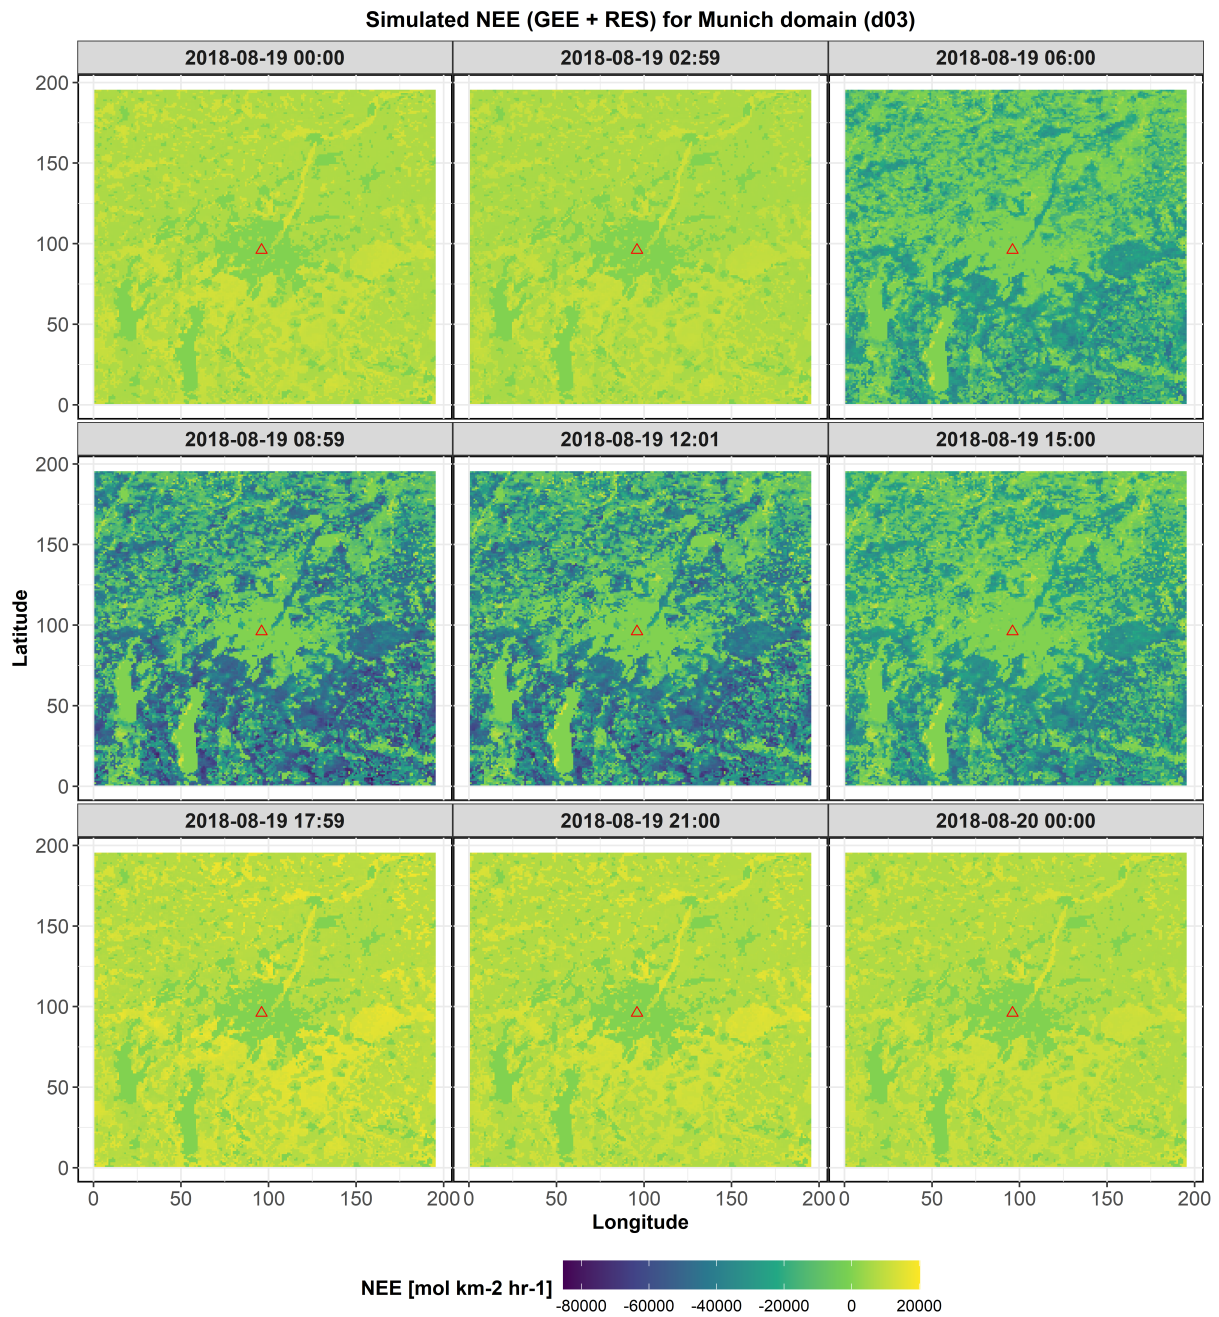 Simulated NEE (GEE + RES) for Munich domain (d03)
2018-08-19 00:00 2018-08-19 02:59 2018-08-19 06:00
200
150
100
50
0
2018-08-19 08:59 2018-08-19 12:01 2018-08-19 15:00
200
150
100
50
0
Latitude
2018-08-19 17:59 2018-08-19 21:00 2018-08-20 00:00
200
150
100
50
0
0 50 100 150 200 0 50 100 150 200 0 50 100 150 200
Longitude
NEE [mol km-2 hr-1]
-80000 -60000 -40000 -20000 0 20000